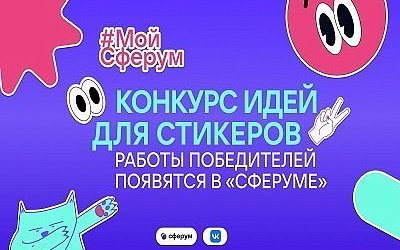 #Мой
Сферум
КОНКУРС ИДЕЙ
ДЛЯ СТИКЕРОВ
РАБОТЫ ПОБЕДИТЕЛЕЙ
ПОЯВЯТСЯ В «СФЕРУМЕ»
сферум